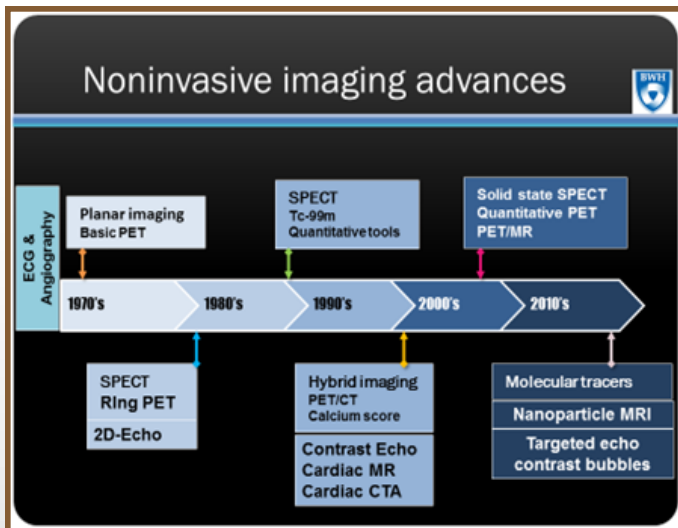 Noninvasive imaging advances
BWH
ECG &
Angiography
Planar imaging
Basic PET
SPECT
Tc-99m
Quantitative tools
Solid state SPECT
Quantitative PET
PET/MR
1970's
1980's
1990's
2000's
2010's
SPECT
RIng PET
2D-Echo
Hybrid imaging
PET/CT
Calcium score
Contrast Echo
Cardiac MR
Cardiac CTA
Molecular tracers
Nanoparticle MRI
Targeted echo
contrast bubbles